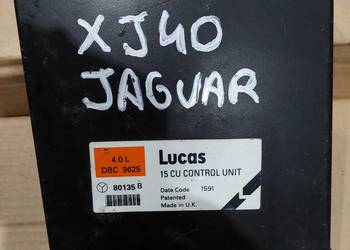 XJ40
JAGUAR
4.0 L
DBC 9625
Lucas
15 CU CONTROL UNIT
80135 B
Date Code 1591
Patented
Made in U.K.